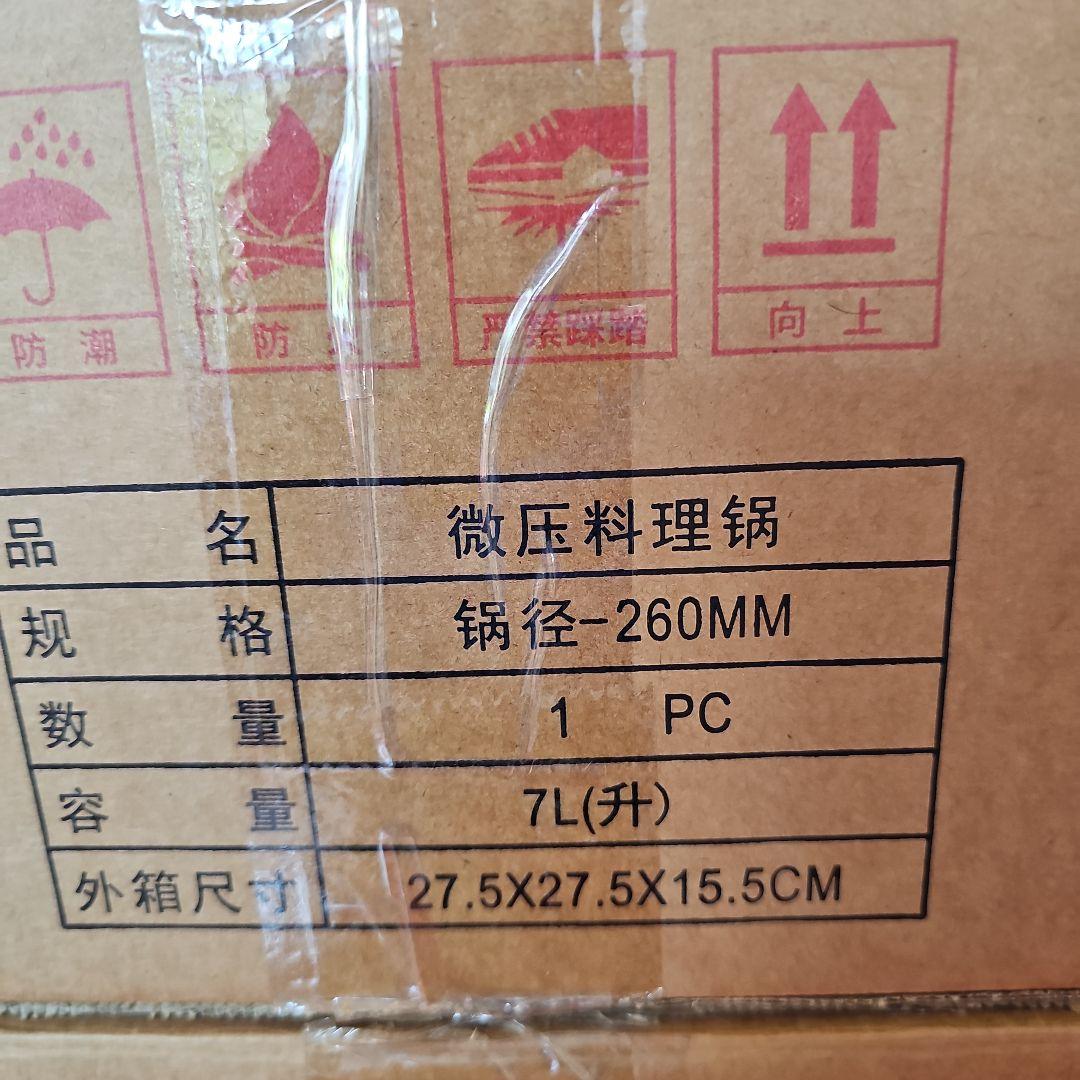 防潮
防火
严禁踩踏
向上
品名 微压料理锅
规格 锅径-260MM
数量 1 PC
容量 7L(升)
外箱尺寸 27.5X27.5X15.5CM